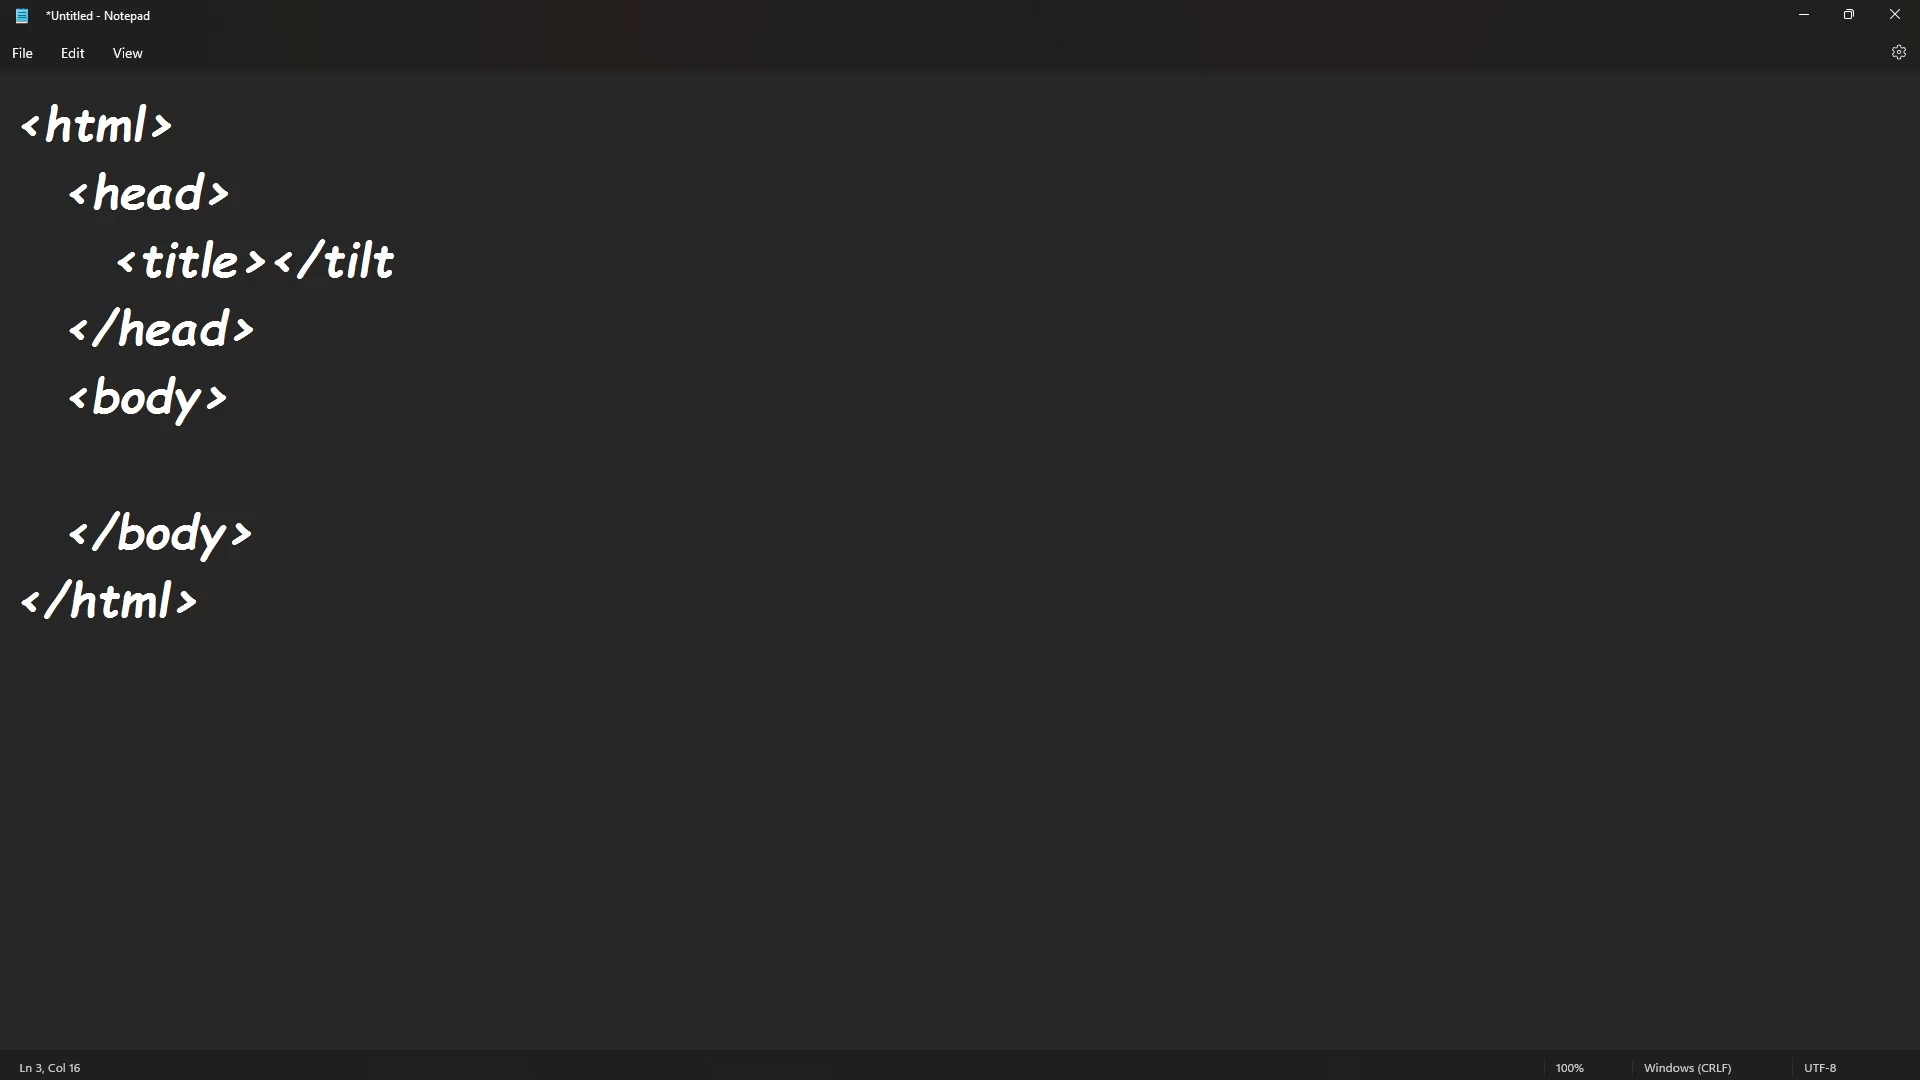 *Untitled - Notepad
File Edit View
<html>
<head>
<title></tilt
</head>
<body>
</body>
</html>
Ln 3, Col 16 100% Windows (CRLF) UTF-8